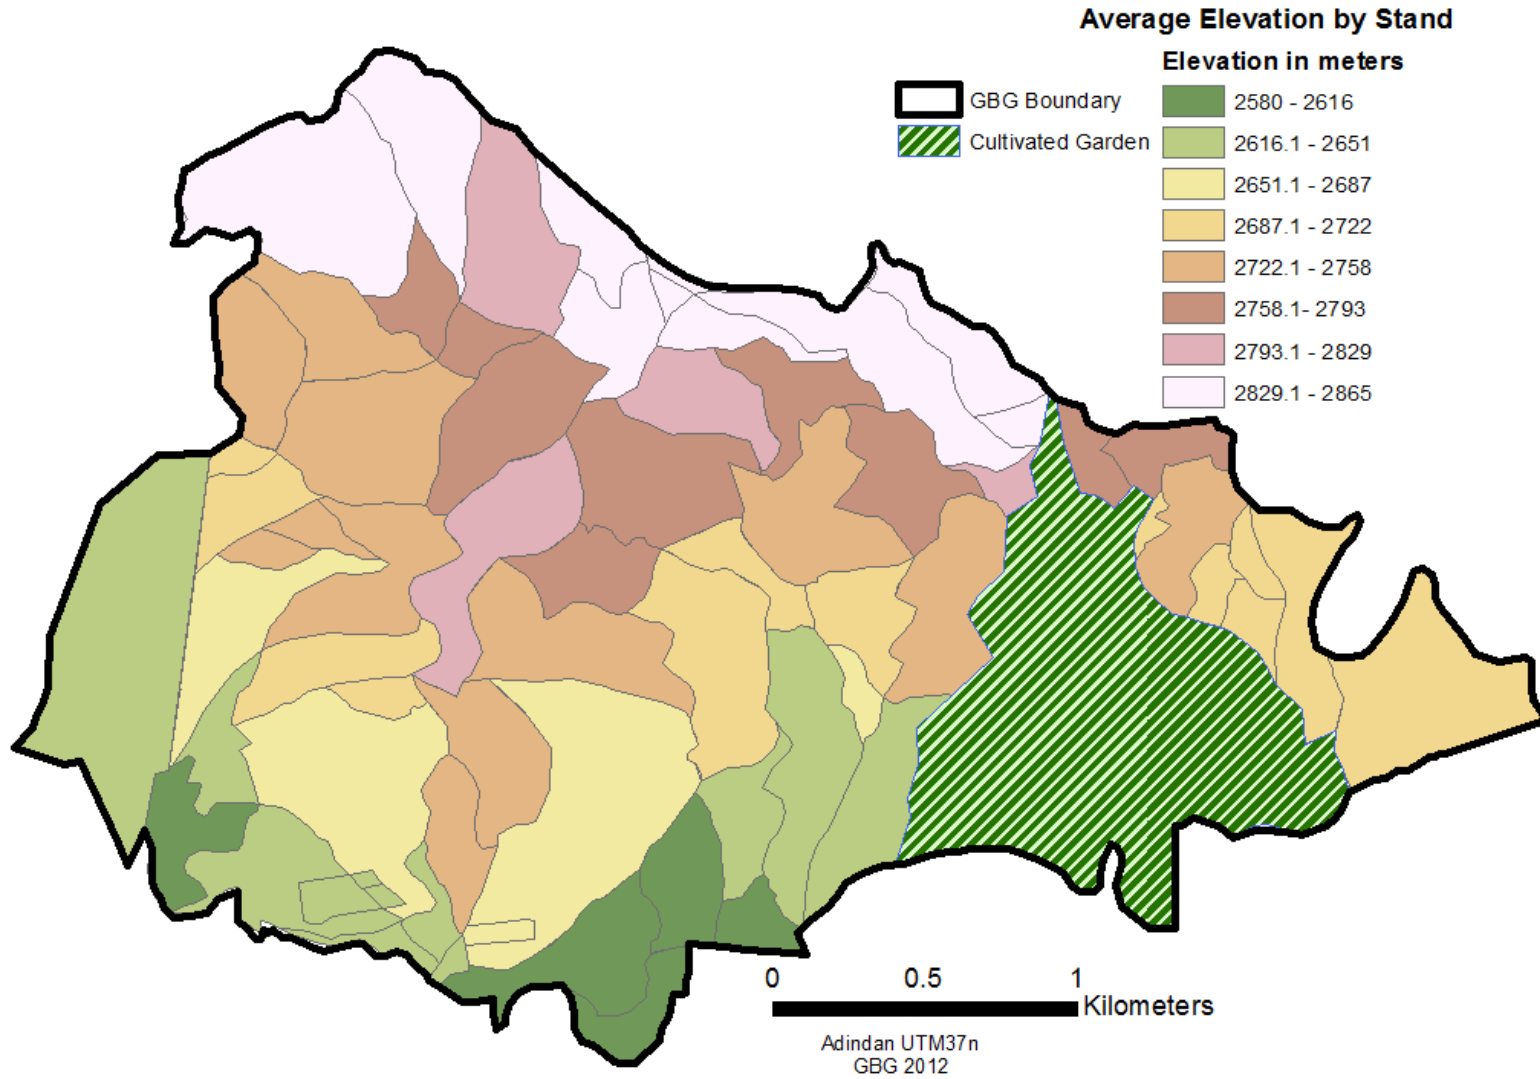 Average Elevation by Stand
Elevation in meters
GBG Boundary
Cultivated Garden
2580 - 2616
2616.1 - 2651
2651.1 - 2687
2687.1 - 2722
2722.1 - 2758
2758.1- 2793
2793.1 - 2829
2829.1 - 2865
0 0.5 1
Kilometers
Adindan UTM37n
GBG 2012